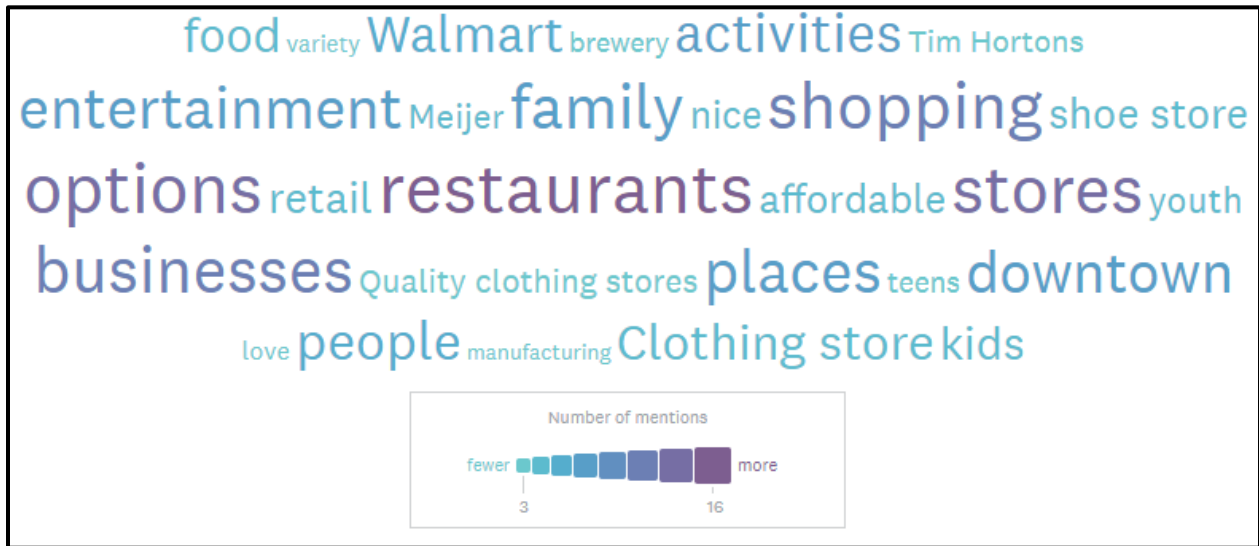 food variety Walmart brewery activities Tim Hortons
entertainment Meijer family nice shopping shoe store
options retail restaurants affordable stores youth
businesses Quality clothing stores places teens downtown
love people manufacturing Clothing store kids
Number of mentions
fewer more
3 16